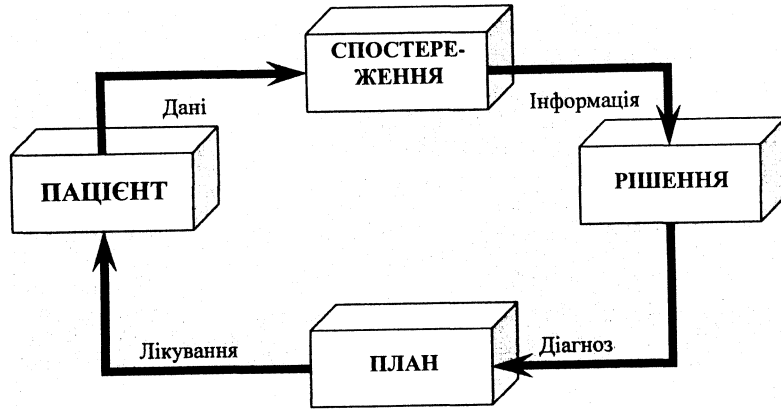 СПОСТЕРЕ-
ЖЕННЯ
Дані
Інформація
ПАЦІЄНТ
РІШЕННЯ
Лікування
ПЛАН
Діагноз